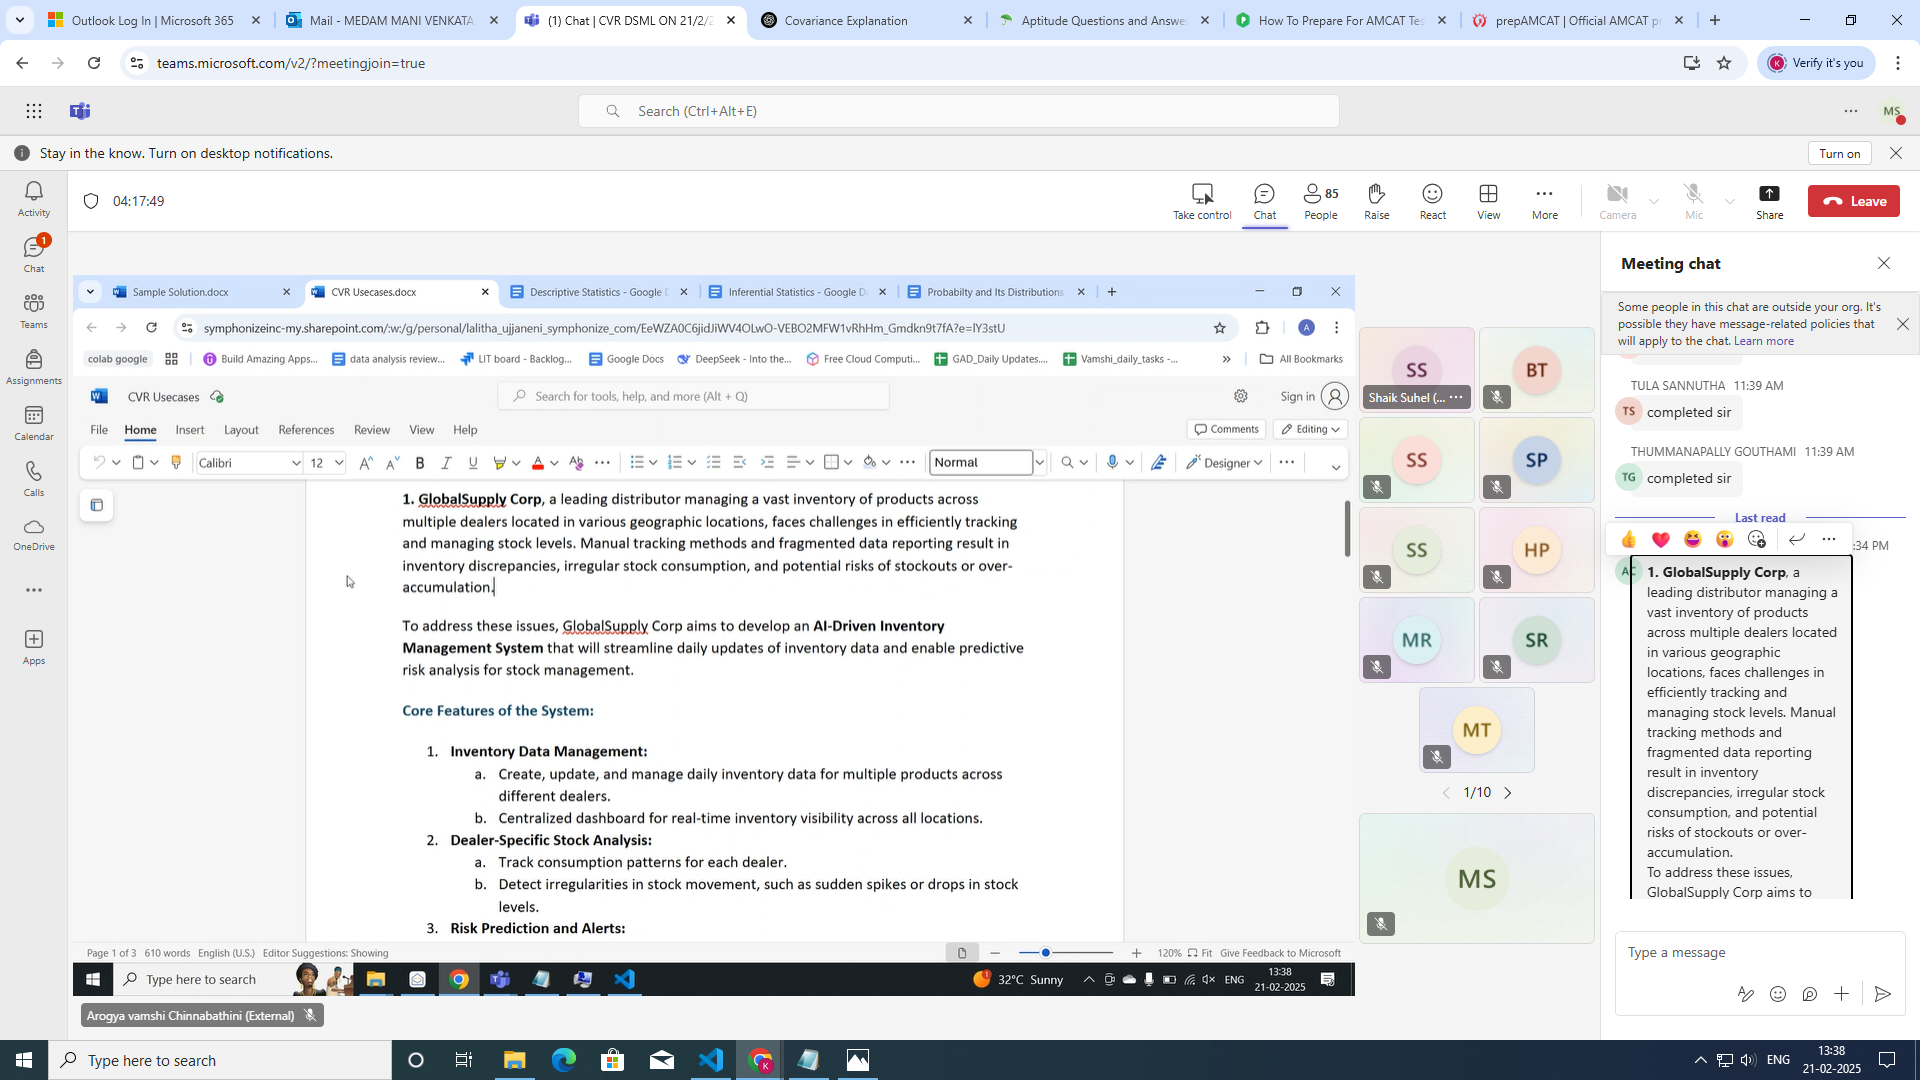 Outlook Log In | Microsoft 365
Mail - MEDAM MANI VENKATA
(1) Chat | CVR DSML ON 21/2/2
Covariance Explanation
Aptitude Questions and Answe
How To Prepare For AMCAT Tes
prepAMCAT | Official AMCAT p
teams.microsoft.com/v2/?meetingjoin=true
K
Verify it's you
Search (Ctrl+Alt+E)
MS
Stay in the know. Turn on desktop notifications.
Turn on
Activity
1
Chat
Teams
Assignments
Calendar
Calls
OneDrive
Apps
04:17:49
Take control
Chat
85
People
Raise
React
View
More
Camera
Mic
Share
Leave
Sample Solution.docx
CVR Usecases.docx
Descriptive Statistics - Google D
Inferential Statistics - Google D
Probabilty and Its Distributions
symphonizeinc-my.sharepoint.com/:w:/g/personal/lalitha_ujjaneni_symphonize_com/EeWZA0C6jidJiWV4OLwO-VEBO2MFW1vRhHm_Gmdkn9t7fA?e=lY3stU
A
colab google
Build Amazing Apps...
data analysis review...
LIT board - Backlog...
Google Docs
DeepSeek - Into the...
Free Cloud Computi...
GAD_Daily Updates....
Vamshi_daily_tasks -...
»
All Bookmarks
CVR Usecases
Search for tools, help, and more (Alt + Q)
Sign in
File
Home
Insert
Layout
References
Review
View
Help
Comments
Editing
Calibri
12
B
I
U
Normal
Designer
1. GlobalSupply Corp, a leading distributor managing a vast inventory of products across
multiple dealers located in various geographic locations, faces challenges in efficiently tracking
and managing stock levels. Manual tracking methods and fragmented data reporting result in
inventory discrepancies, irregular stock consumption, and potential risks of stockouts or over-
accumulation.
To address these issues, GlobalSupply Corp aims to develop an AI-Driven Inventory
Management System that will streamline daily updates of inventory data and enable predictive
risk analysis for stock management.
Core Features of the System:
1. Inventory Data Management:
a. Create, update, and manage daily inventory data for multiple products across
different dealers.
b. Centralized dashboard for real-time inventory visibility across all locations.
2. Dealer-Specific Stock Analysis:
a. Track consumption patterns for each dealer.
b. Detect irregularities in stock movement, such as sudden spikes or drops in stock
levels.
3. Risk Prediction and Alerts:
Page 1 of 3
610 words
English (U.S.)
Editor Suggestions: Showing
120%
Fit
Give Feedback to Microsoft
Type here to search
32°C Sunny
ENG
13:38
21-02-2025
Arogya vamshi Chinnabathini (External)
SS
Shaik Suhel (...
BT
SS
SP
SS
HP
MR
SR
MT
1/10
MS
Meeting chat
Some people in this chat are outside your org. It's
possible they have message-related policies that
will apply to the chat. Learn more
TULA SANNUTHA 11:39 AM
TS
completed sir
THUMMANAPALLY GOUTHAMI 11:39 AM
TG
completed sir
Last read
:34 PM
1. GlobalSupply Corp, a
leading distributor managing a
vast inventory of products
across multiple dealers located
in various geographic
locations, faces challenges in
efficiently tracking and
managing stock levels. Manual
tracking methods and
fragmented data reporting
result in inventory
discrepancies, irregular stock
consumption, and potential
risks of stockouts or over-
accumulation.
To address these issues,
GlobalSupply Corp aims to
Type a message
Type here to search
ENG
13:38
21-02-2025